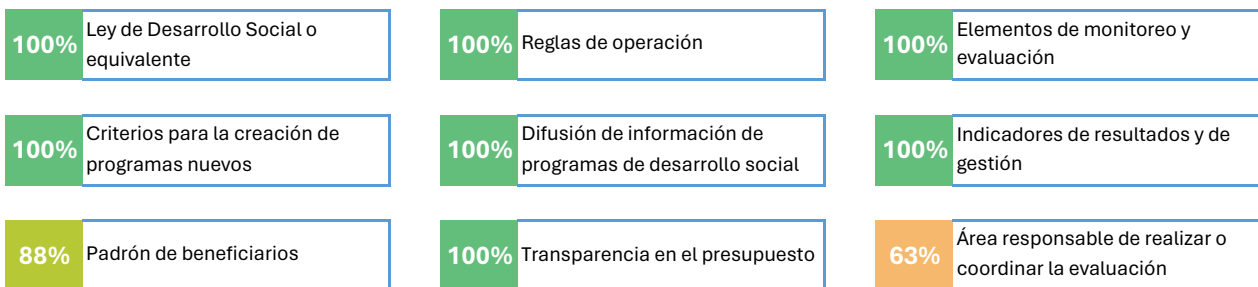 100% Ley de Desarrollo Social o
equivalente
100% Reglas de operación
100% Elementos de monitoreo y
evaluación
100% Criterios para la creación de
programas nuevos
100% Difusión de información de
programas de desarrollo social
100% Indicadores de resultados y de
gestión
88% Padrón de beneficiarios
100% Transparencia en el presupuesto
63% Área responsable de realizar o
coordinar la evaluación